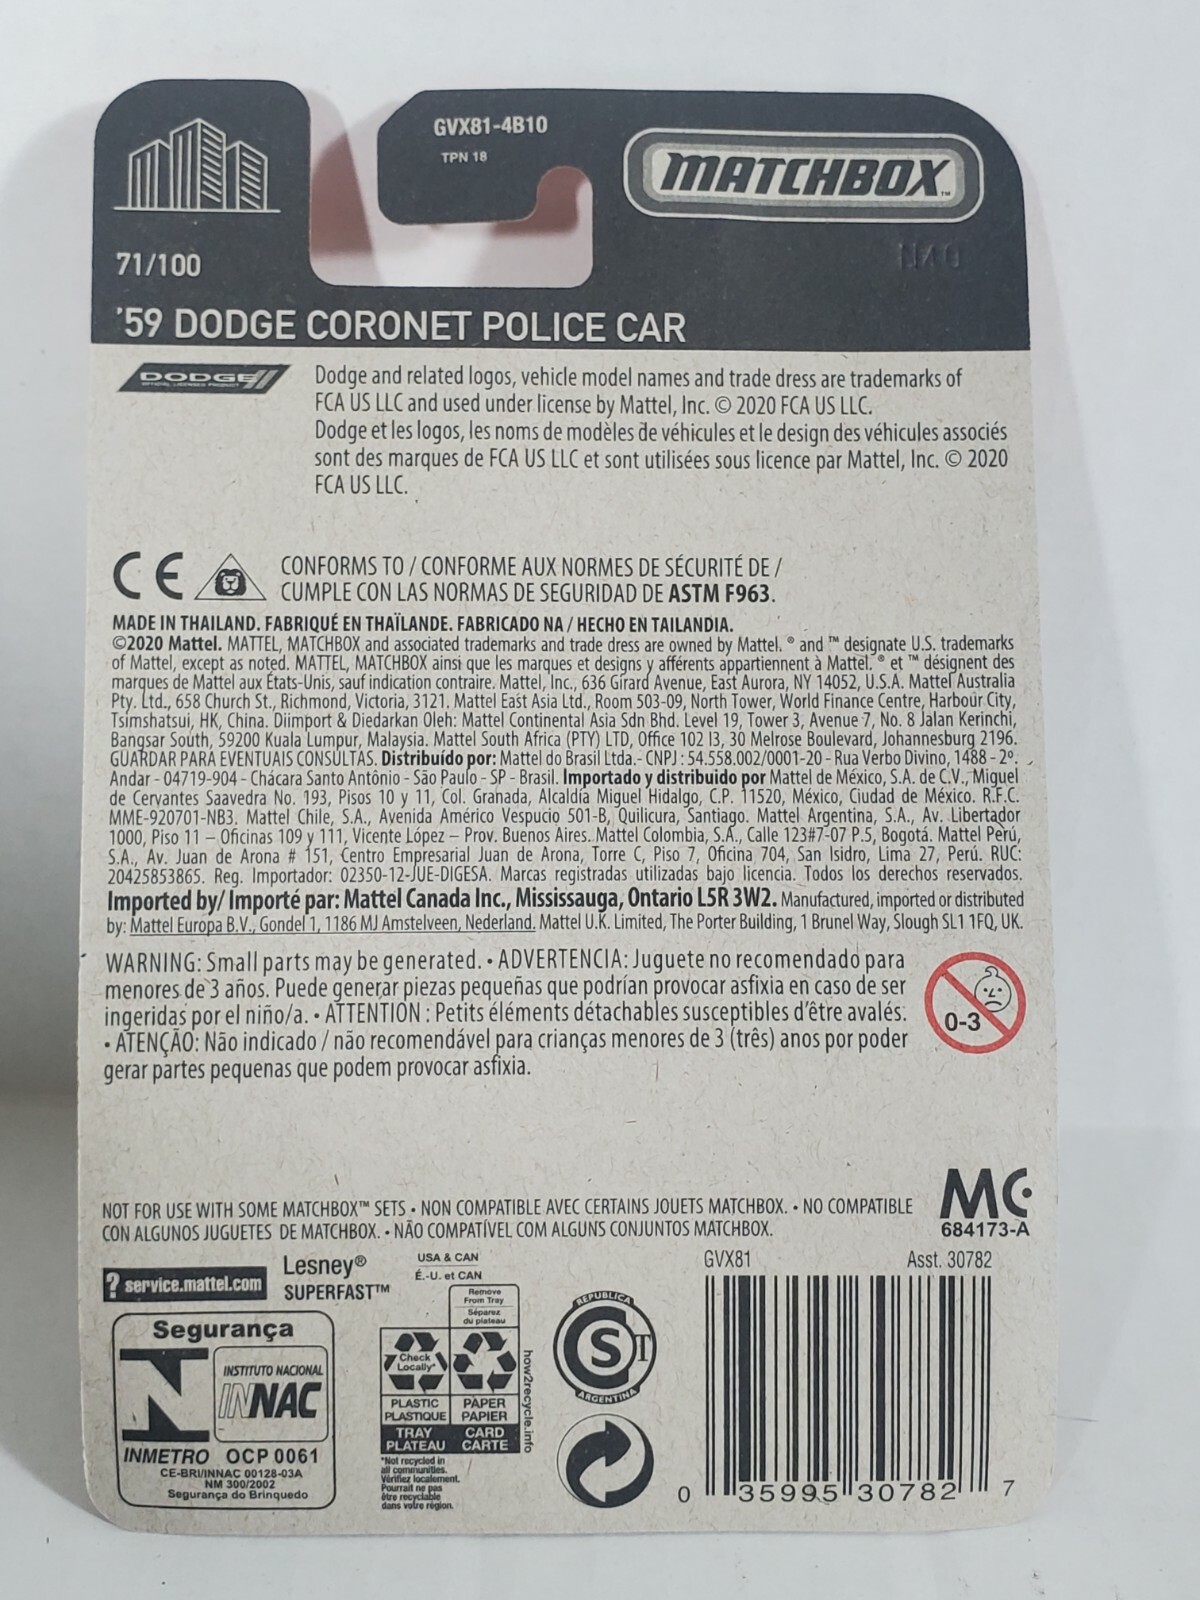 GVX81-4B10
TPN 18
MATCHBOX™
71/100
'59 DODGE CORONET POLICE CAR
DODGE
OFFICIAL LICENSED PRODUCT
Dodge and related logos, vehicle model names and trade dress are trademarks of
FCA US LLC and used under license by Mattel, Inc. © 2020 FCA US LLC.
Dodge et les logos, les noms de modèles de véhicules et le design des véhicules associés
sont des marques de FCA US LLC et sont utilisées sous licence par Mattel, Inc. © 2020
FCA US LLC.
CE
CONFORMS TO / CONFORME AUX NORMES DE SÉCURITÉ DE /
CUMPLE CON LAS NORMAS DE SEGURIDAD DE ASTM F963.
MADE IN THAILAND. FABRIQUÉ EN THAÏLANDE. FABRICADO NA / HECHO EN TAILANDIA.
©2020 Mattel. MATTEL, MATCHBOX and associated trademarks and trade dress are owned by Mattel. ® and ™ designate U.S. trademarks
of Mattel, except as noted. MATTEL, MATCHBOX ainsi que les marques et designs y afférents appartiennent à Mattel. ® et ™ désignent des
marques de Mattel aux États-Unis, sauf indication contraire. Mattel, Inc., 636 Girard Avenue, East Aurora, NY 14052, U.S.A. Mattel Australia
Pty. Ltd., 658 Church St., Richmond, Victoria, 3121. Mattel East Asia Ltd., Room 503-09, North Tower, World Finance Centre, Harbour City,
Tsimshatsui, HK, China. Diimport & Diedarkan Oleh: Mattel Continental Asia Sdn Bhd. Level 19, Tower 3, Avenue 7, No. 8 Jalan Kerinchi,
Bangsar South, 59200 Kuala Lumpur, Malaysia. Mattel South Africa (PTY) LTD, Office 102 I3, 30 Melrose Boulevard, Johannesburg 2196.
GUARDAR PARA EVENTUAIS CONSULTAS. Distribuído por: Mattel do Brasil Ltda.- CNPJ : 54.558.002/0001-20 - Rua Verbo Divino, 1488 - 2º.
Andar - 04719-904 - Chácara Santo Antônio - São Paulo - SP - Brasil. Importado y distribuido por Mattel de México, S.A. de C.V., Miguel
de Cervantes Saavedra No. 193, Pisos 10 y 11, Col. Granada, Alcaldía Miguel Hidalgo, C.P. 11520, México, Ciudad de México. R.F.C.
MME-920701-NB3. Mattel Chile, S.A., Avenida Américo Vespucio 501-B, Quilicura, Santiago. Mattel Argentina, S.A., Av. Libertador
1000, Piso 11 – Oficinas 109 y 111, Vicente López – Prov. Buenos Aires. Mattel Colombia, S.A., Calle 123#7-07 P.5, Bogotá. Mattel Perú,
S.A., Av. Juan de Arona # 151, Centro Empresarial Juan de Arona, Torre C, Piso 7, Oficina 704, San Isidro, Lima 27, Perú. RUC:
20425853865. Reg. Importador: 02350-12-JUE-DIGESA. Marcas registradas utilizadas bajo licencia. Todos los derechos reservados.
Imported by/ Importé par: Mattel Canada Inc., Mississauga, Ontario L5R 3W2. Manufactured, imported or distributed
by: Mattel Europa B.V., Gondel 1, 1186 MJ Amstelveen, Nederland. Mattel U.K. Limited, The Porter Building, 1 Brunel Way, Slough SL1 1FQ, UK.
WARNING: Small parts may be generated. • ADVERTENCIA: Juguete no recomendado para
menores de 3 años. Puede generar piezas pequeñas que podrían provocar asfixia en caso de ser
ingeridas por el niño/a. • ATTENTION : Petits éléments détachables susceptibles d'être avalés.
• ATENÇÃO: Não indicado / não recomendável para crianças menores de 3 (três) anos por poder
gerar partes pequenas que podem provocar asfixia.
0-3
NOT FOR USE WITH SOME MATCHBOX™ SETS • NON COMPATIBLE AVEC CERTAINS JOUETS MATCHBOX. • NO COMPATIBLE
CON ALGUNOS JUGUETES DE MATCHBOX. • NÃO COMPATÍVEL COM ALGUNS CONJUNTOS MATCHBOX.
MC
684173-A
? service.mattel.com
Lesney®
SUPERFAST™
USA & CAN
É.-U. et CAN
Remove
From Tray
Séparez
du plateau
Check
Locally*
PLASTIC
PLASTIQUE
TRAY
PLATEAU
PAPER
PAPIER
CARD
CARTE
how2recycle.info
*Not recycled in
all communities.
Vérifiez localement.
Pourrait ne pas
être recyclable
dans votre région.
Segurança
INSTITUTO NACIONAL
INNAC
INMETRO OCP 0061
CE-BRI/INNAC 00128-03A
NM 300/2002
Segurança do Brinquedo
REPUBLICA
S T
ARGENTINA
GVX81
Asst. 30782
0 35995 30782 7